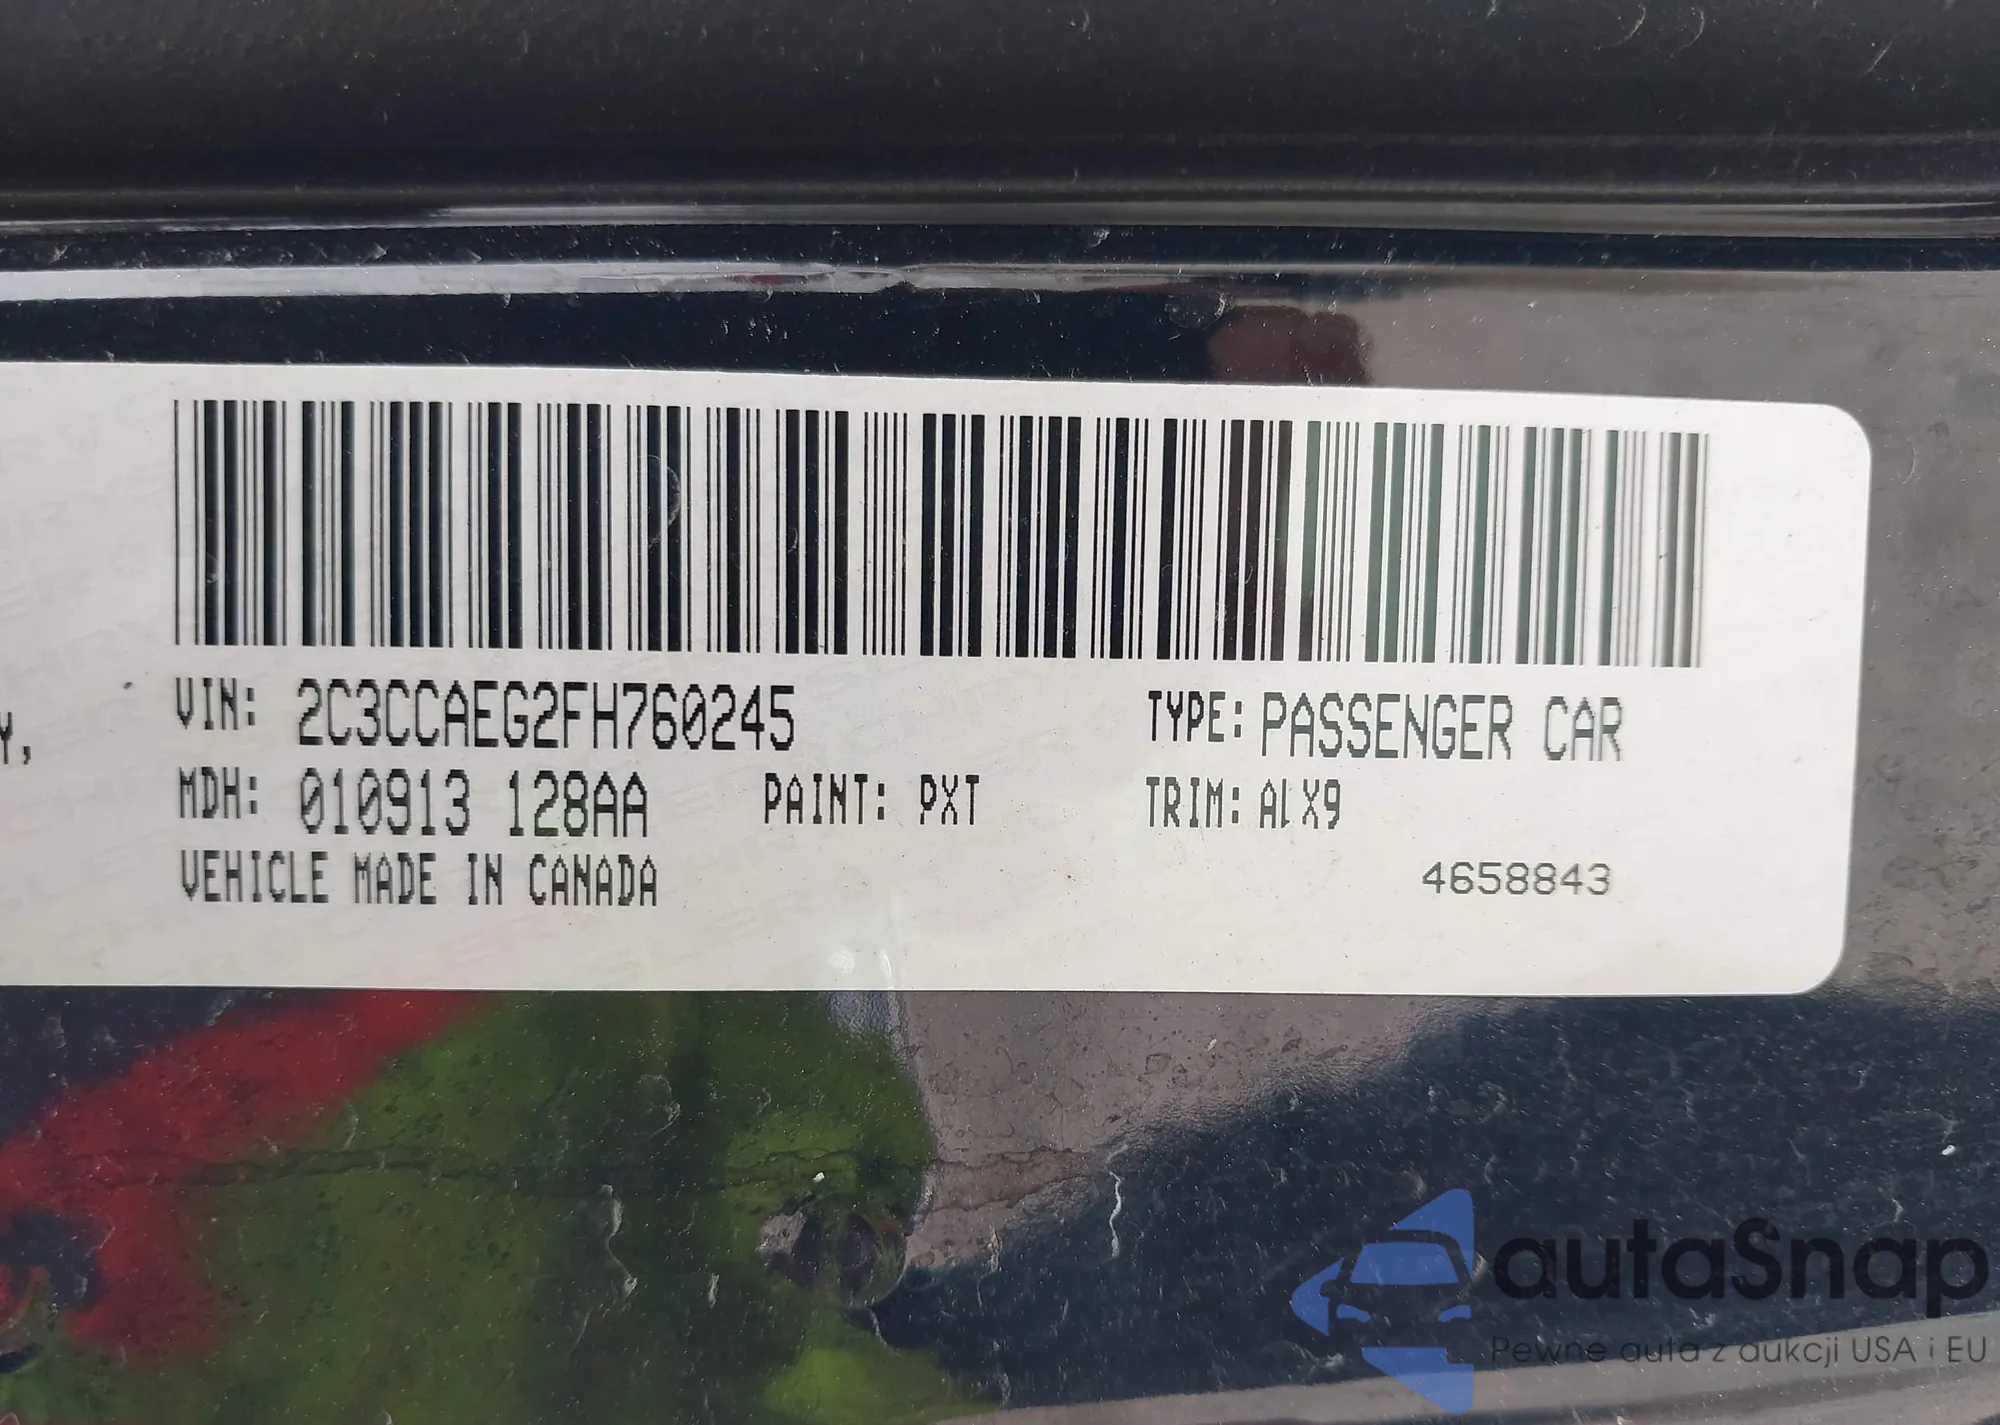 Y,
VIN: 2C3CCAEG2FH760245 TYPE: PASSENGER CAR
MDH: 010913 128AA PAINT: PXT TRIM: ALX9
VEHICLE MADE IN CANADA
4658843
autaSnap
Pewne auta z aukcji USA i EU